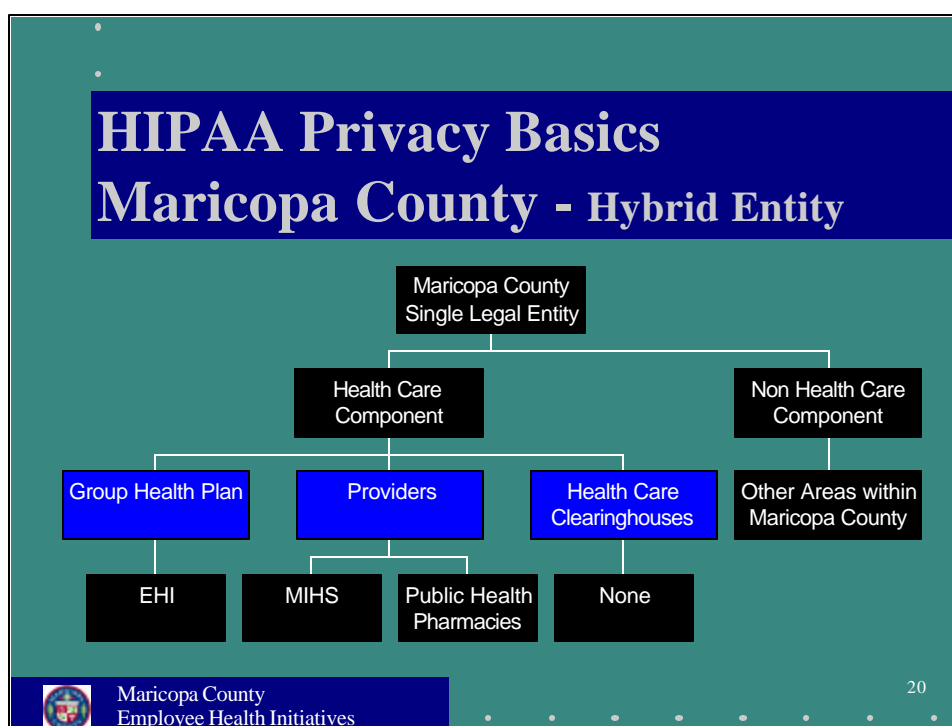 HIPAA Privacy Basics
Maricopa County - Hybrid Entity
Maricopa County
Single Legal Entity
Health Care
Component
Non Health Care
Component
Group Health Plan
Providers
Health Care
Clearinghouses
Other Areas within
Maricopa County
EHI
MIHS
Public Health
Pharmacies
None
Maricopa County
Employee Health Initiatives
20